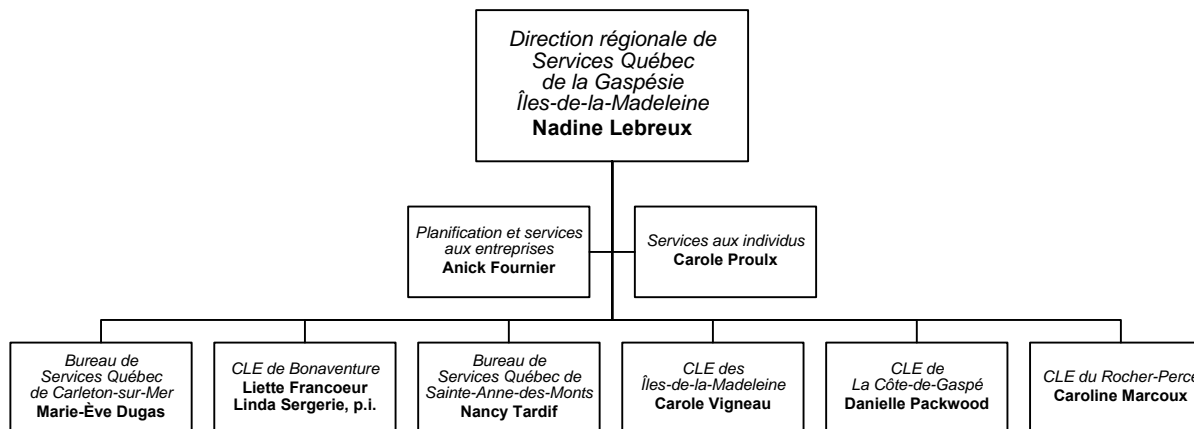 Direction régionale de
Services Québec
de la Gaspésie
Îles-de-la-Madeleine
Nadine Lebreux
Planification et services
aux entreprises
Anick Fournier
Services aux individus
Carole Proulx
Bureau de
Services Québec
de Carleton-sur-Mer
Marie-Ève Dugas
CLE de Bonaventure
Liette Francoeur
Linda Sergerie, p.i.
Bureau de
Services Québec de
Sainte-Anne-des-Monts
Nancy Tardif
CLE des
Îles-de-la-Madeleine
Carole Vigneau
CLE de
La Côte-de-Gaspé
Danielle Packwood
CLE du Rocher-Percé
Caroline Marcoux